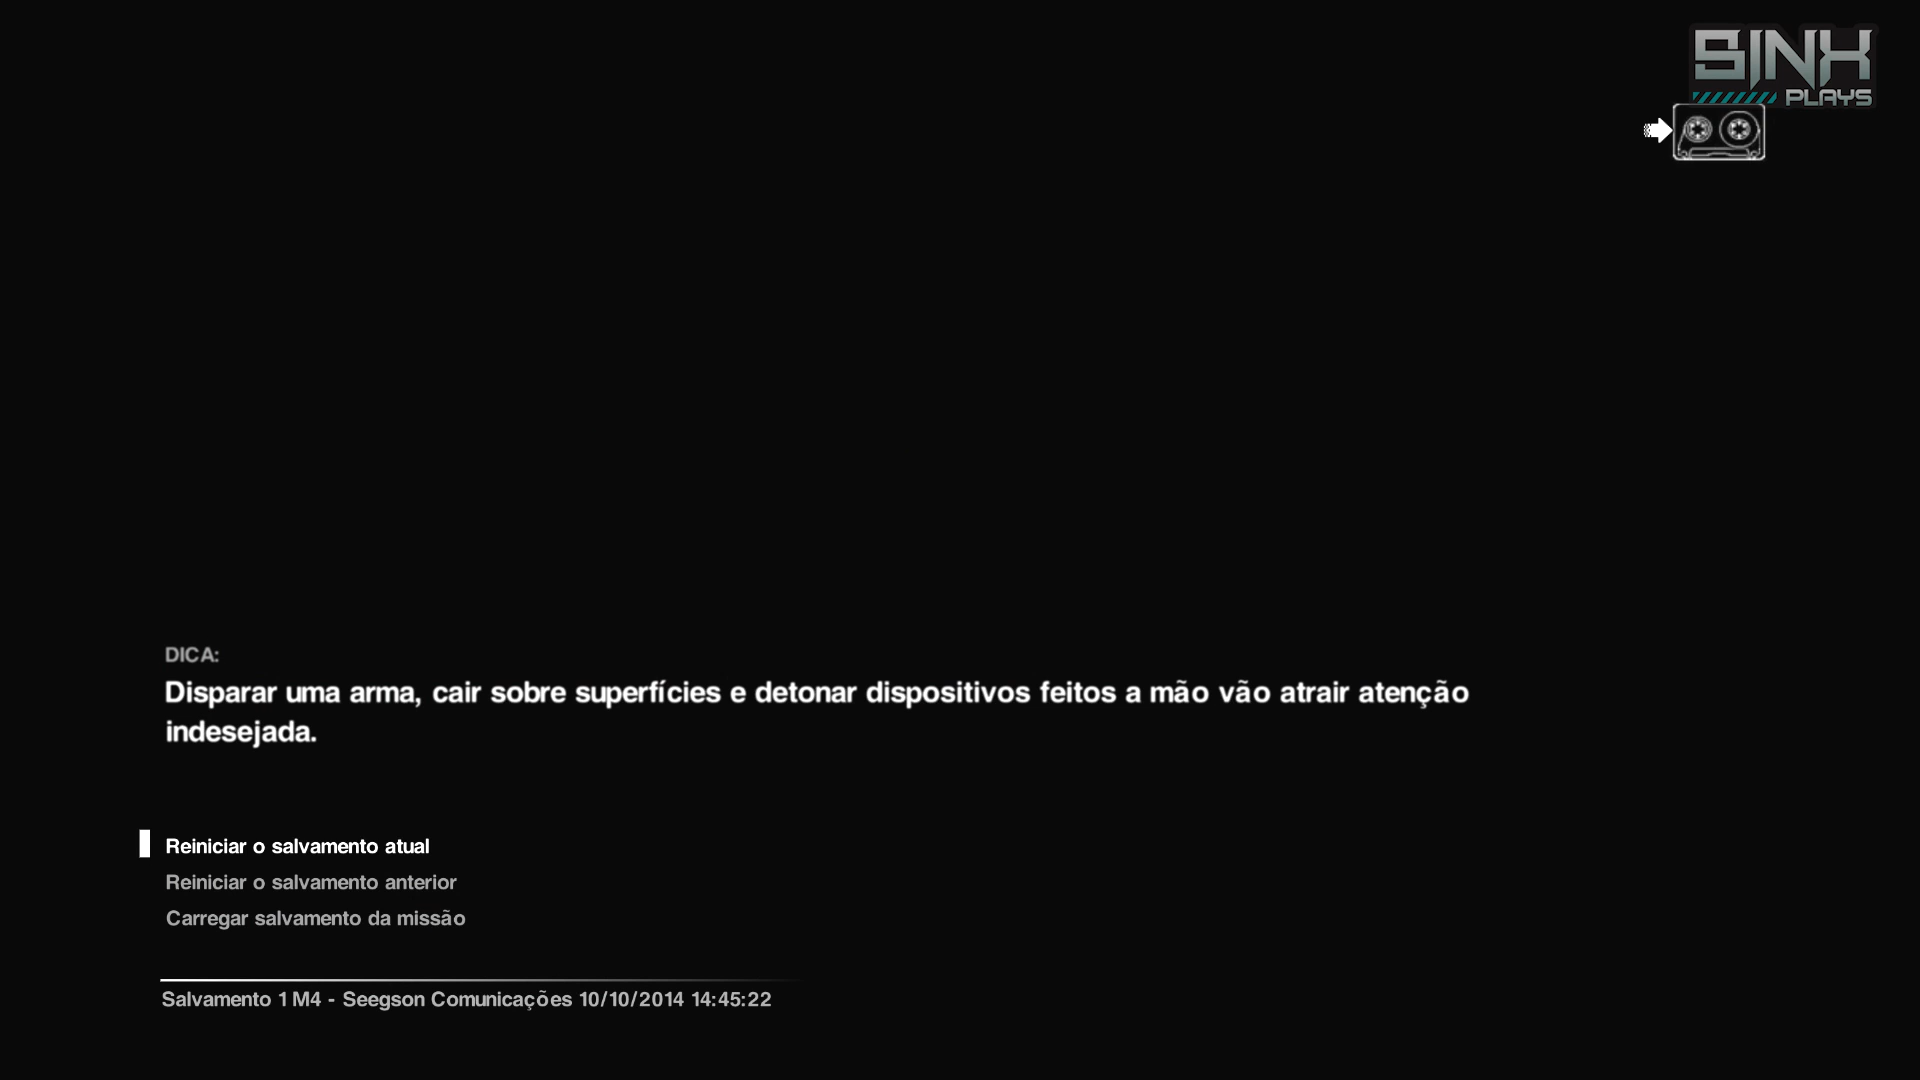 SINX
PLAYS
DICA:
Disparar uma arma, cair sobre superfícies e detonar dispositivos feitos a mão vão atrair atenção
indesejada.
Reiniciar o salvamento atual
Reiniciar o salvamento anterior
Carregar salvamento da missão
Salvamento 1 M4 - Seegson Comunicações 10/10/2014 14:45:22